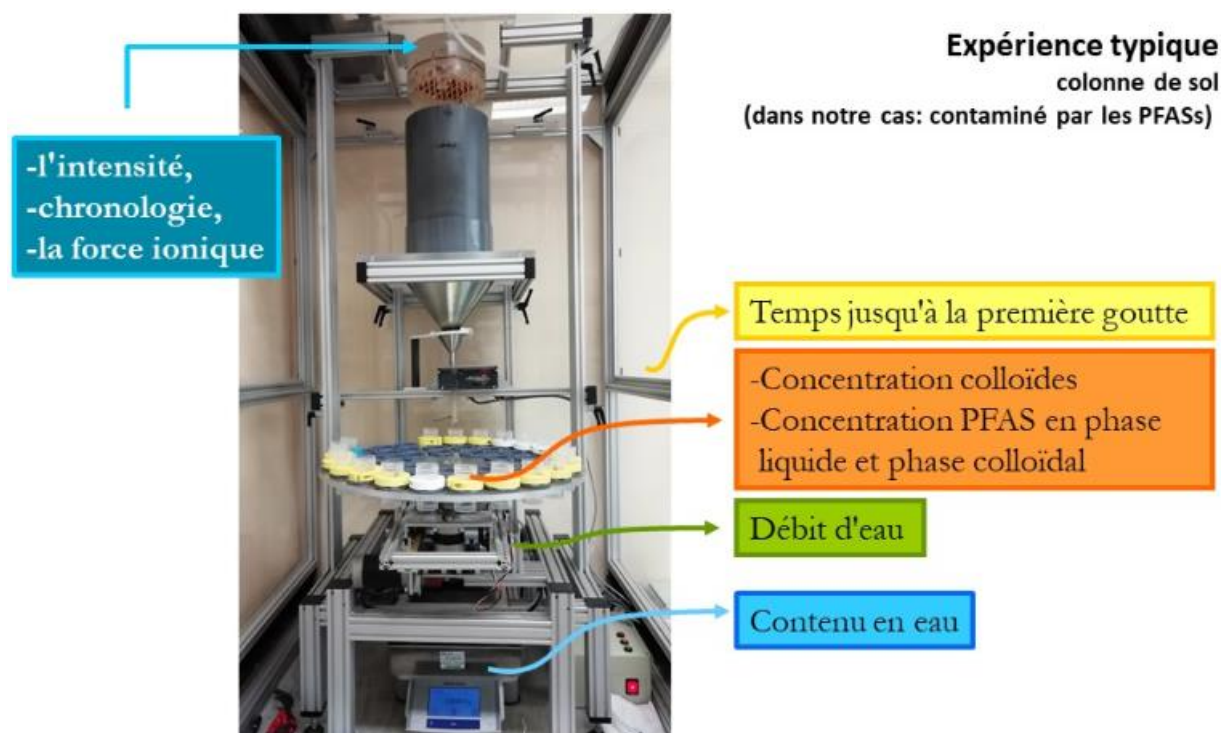 Expérience typique
colonne de sol
(dans notre cas: contaminé par les PFASs)
-l'intensité,
-chronologie,
-la force ionique
Temps jusqu'à la première goutte
-Concentration colloïdes
-Concentration PFAS en phase
liquide et phase colloïdal
Débit d'eau
Contenu en eau